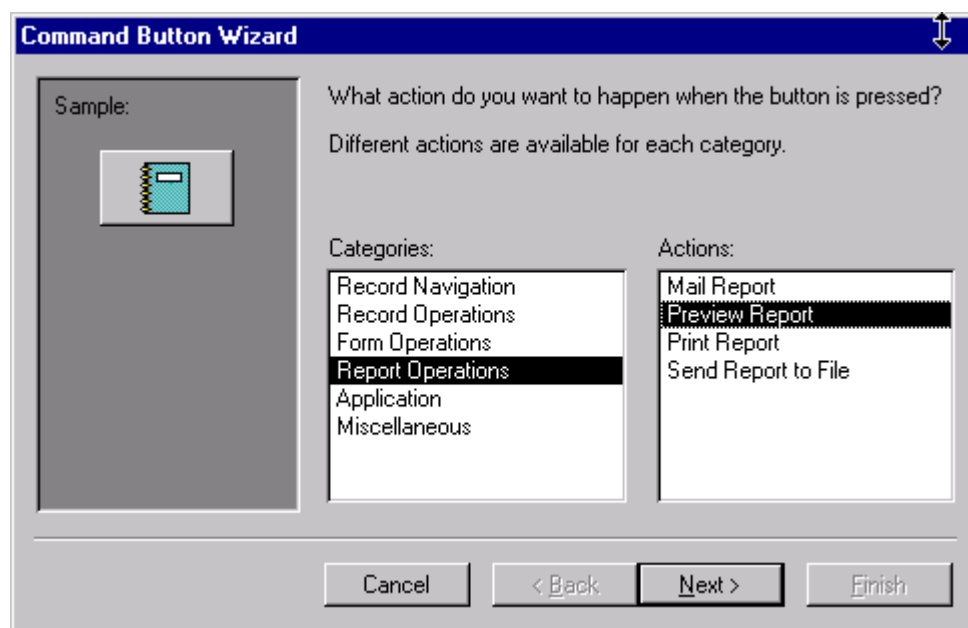 Command Button Wizard
Sample:
What action do you want to happen when the button is pressed?
Different actions are available for each category.
Categories:
Record Navigation
Record Operations
Form Operations
Report Operations
Application
Miscellaneous
Actions:
Mail Report
Preview Report
Print Report
Send Report to File
Cancel
< Back
Next >
Finish